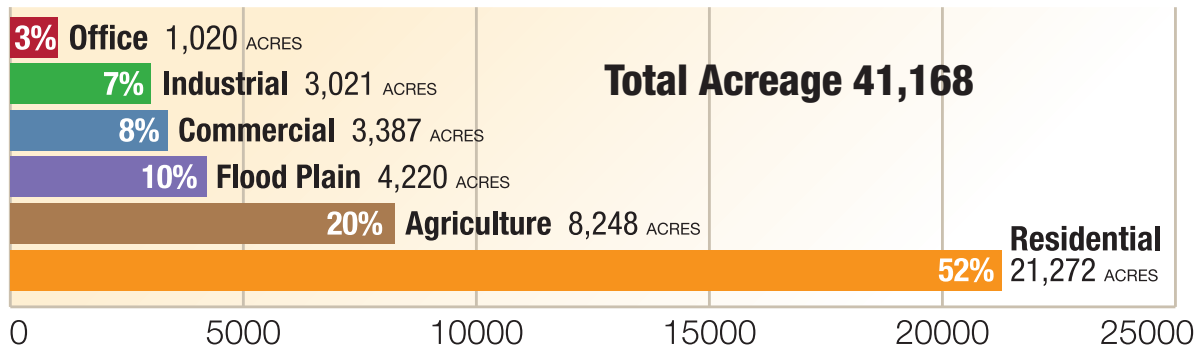 3% Office 1,020 ACRES
7% Industrial 3,021 ACRES
Total Acreage 41,168
8% Commercial 3,387 ACRES
10% Flood Plain 4,220 ACRES
20% Agriculture 8,248 ACRES
Residential
52% 21,272 ACRES
0 5000 10000 15000 20000 25000